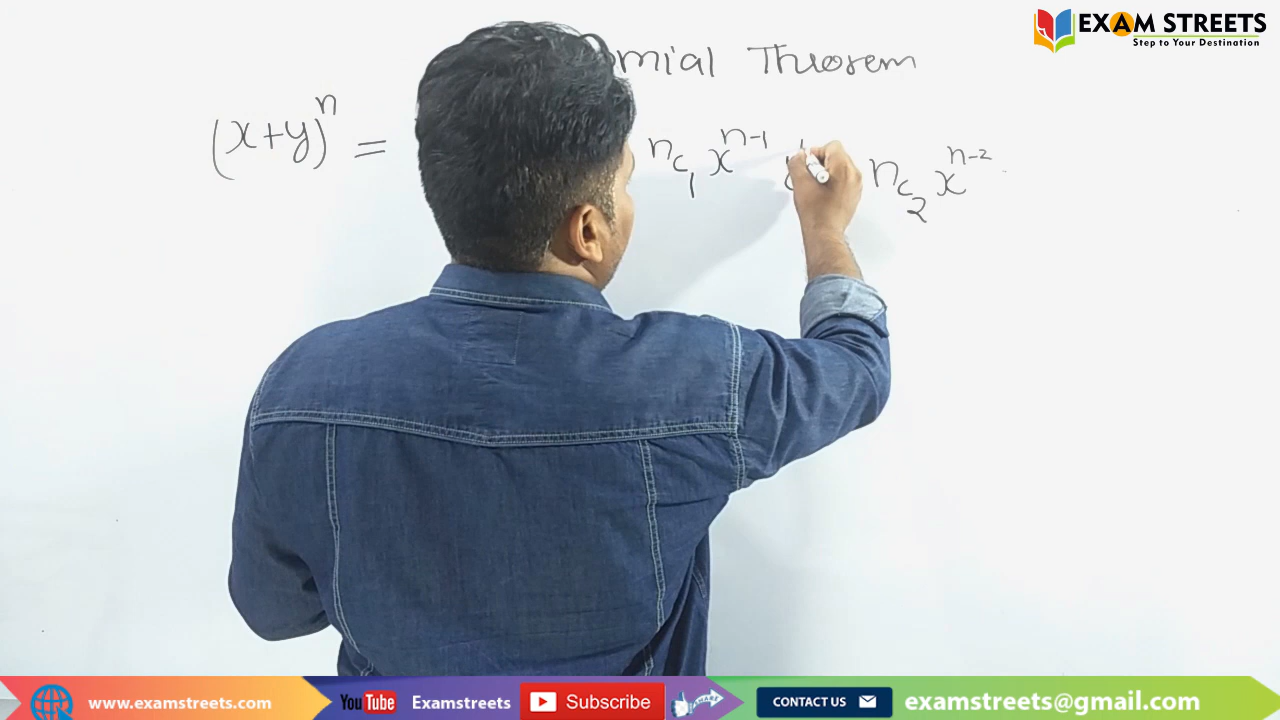 EXAM STREETS
Step to Your Destination
omial Theorem
(x+y)^n = nC1 x^n-1 nC2 x^n-2
www.examstreets.com YouTube Examstreets Subscribe SHARE CONTACT US examstreets@gmail.com